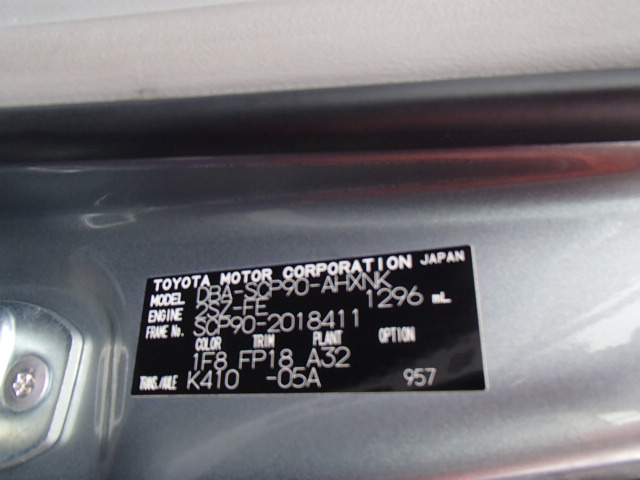 TOYOTA MOTOR CORPORATION JAPAN
MODEL DBA-SCP90-AHXNK
ENGINE 2SZ-FE 1296 mL
FRAME No. SCP90-2018411
COLOR TRIM PLANT OPTION
1F8 FP18 A32
TRANS./AXLE K410 -05A 957